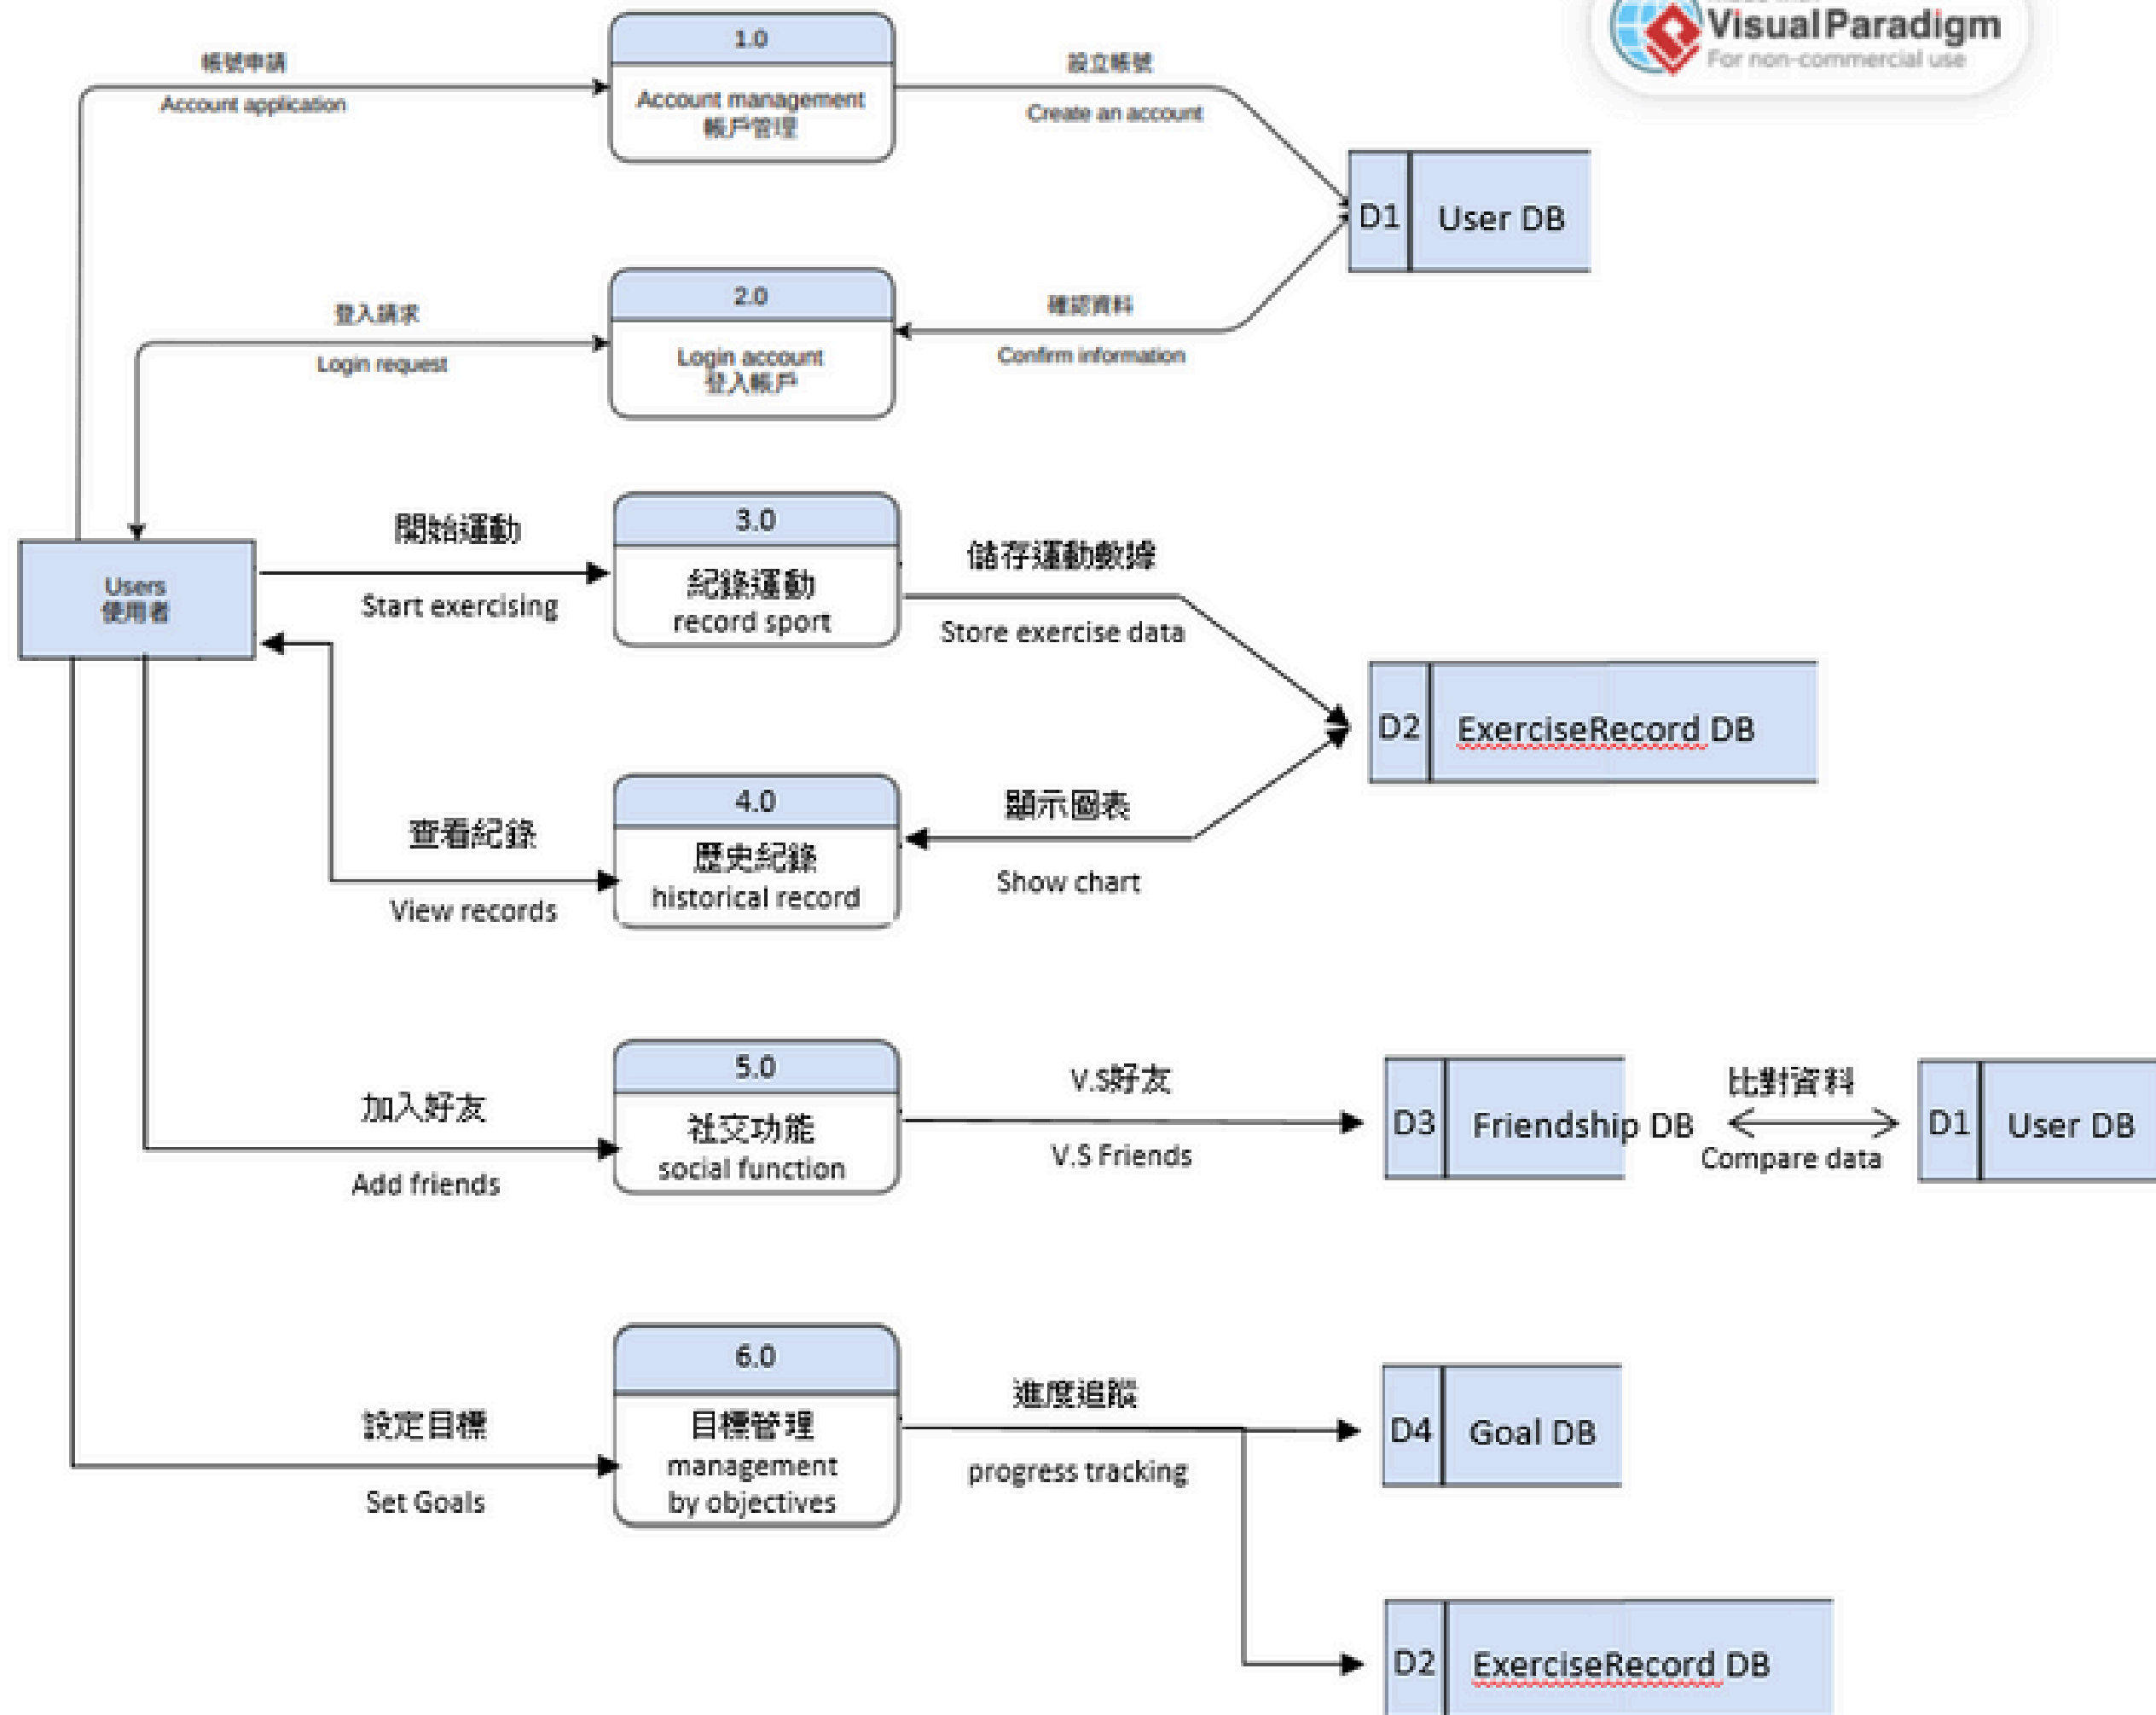 VisualParadigm
For non-commercial use
帳號申請
Account application
1.0
Account management
帳戶管理
設立帳號
Create an account
D1
User DB
登入請求
Login request
2.0
Login account
登入帳戶
確認資料
Confirm information
Users
使用者
開始運動
Start exercising
3.0
紀錄運動
record sport
儲存運動數據
Store exercise data
D2
ExerciseRecord DB
查看紀錄
View records
4.0
歷史紀錄
historical record
顯示圖表
Show chart
加入好友
Add friends
5.0
社交功能
social function
V.S好友
V.S Friends
D3
Friendship DB
比對資料
Compare data
D1
User DB
設定目標
Set Goals
6.0
目標管理
management
by objectives
進度追蹤
progress tracking
D4
Goal DB
D2
ExerciseRecord DB